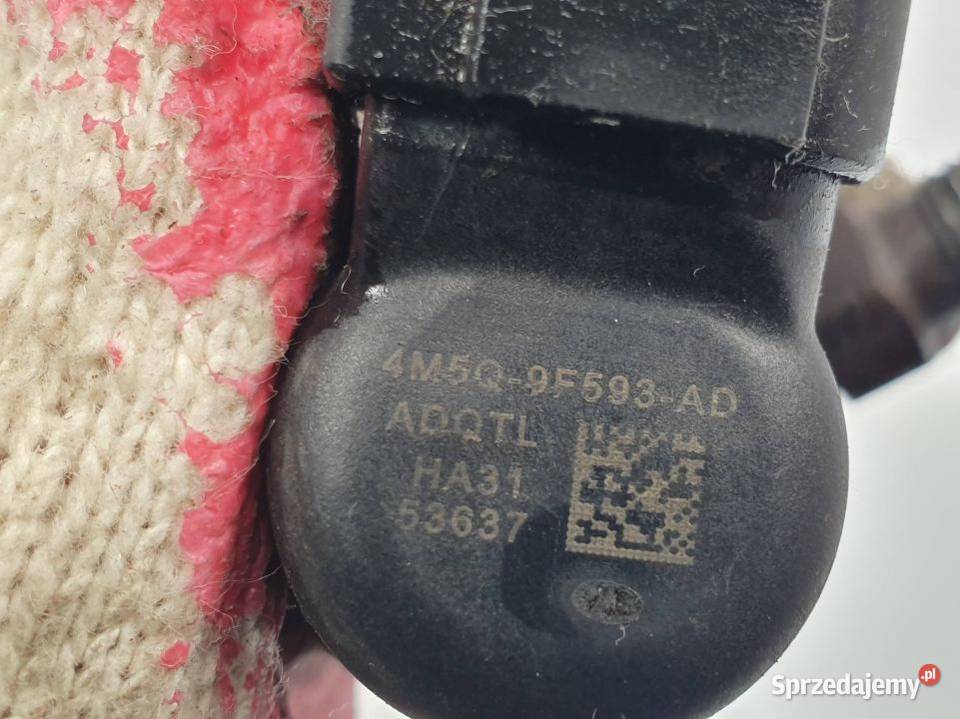 4M5Q-9F593-AD
ADQTL
HA31
53637
Sprzedajemy.pl